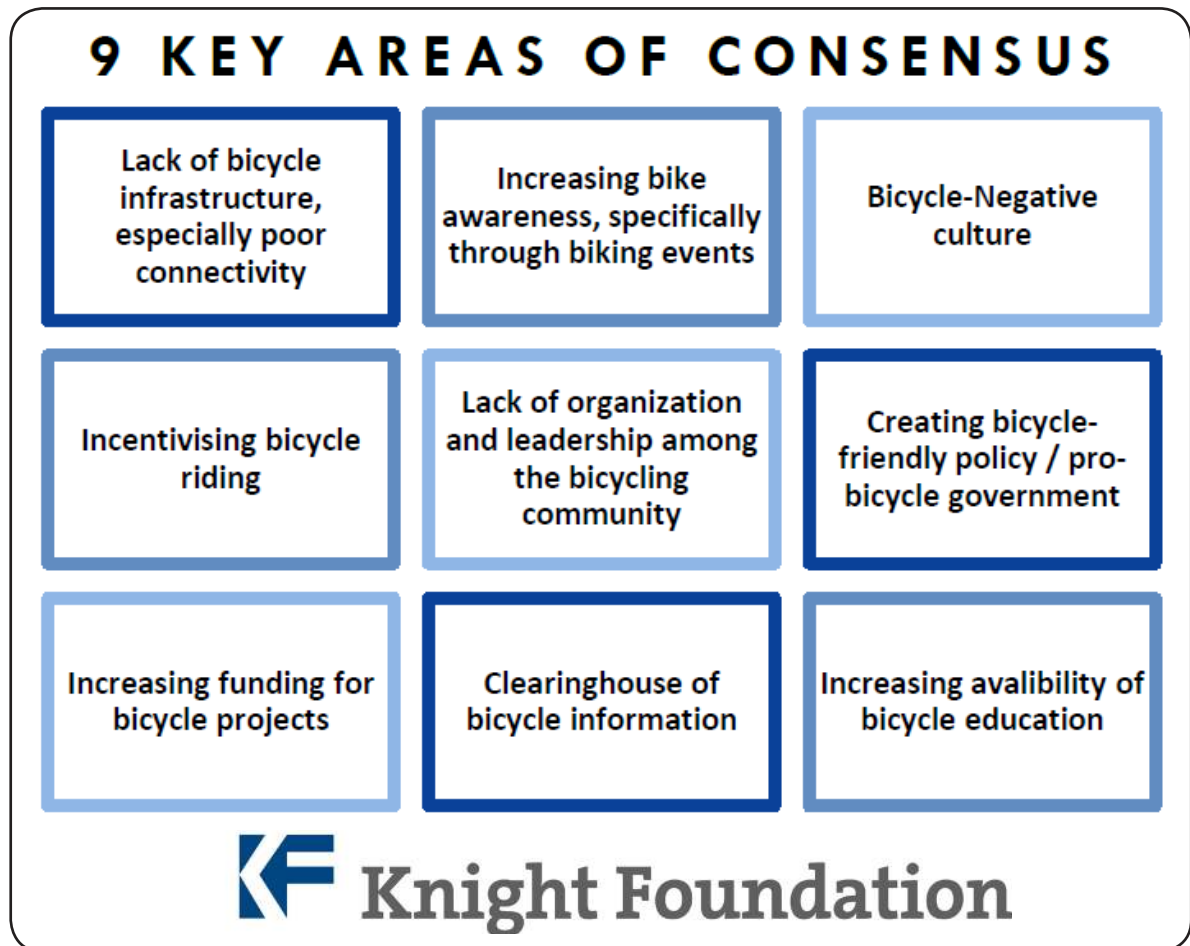 9 KEY AREAS OF CONSENSUS
Lack of bicycle
infrastructure,
especially poor
connectivity
Increasing bike
awareness, specifically
through biking events
Bicycle-Negative
culture
Incentivising bicycle
riding
Lack of organization
and leadership among
the bicycling
community
Creating bicycle-
friendly policy / pro-
bicycle government
Increasing funding for
bicycle projects
Clearinghouse of
bicycle information
Increasing avalibility of
bicycle education
KF Knight Foundation